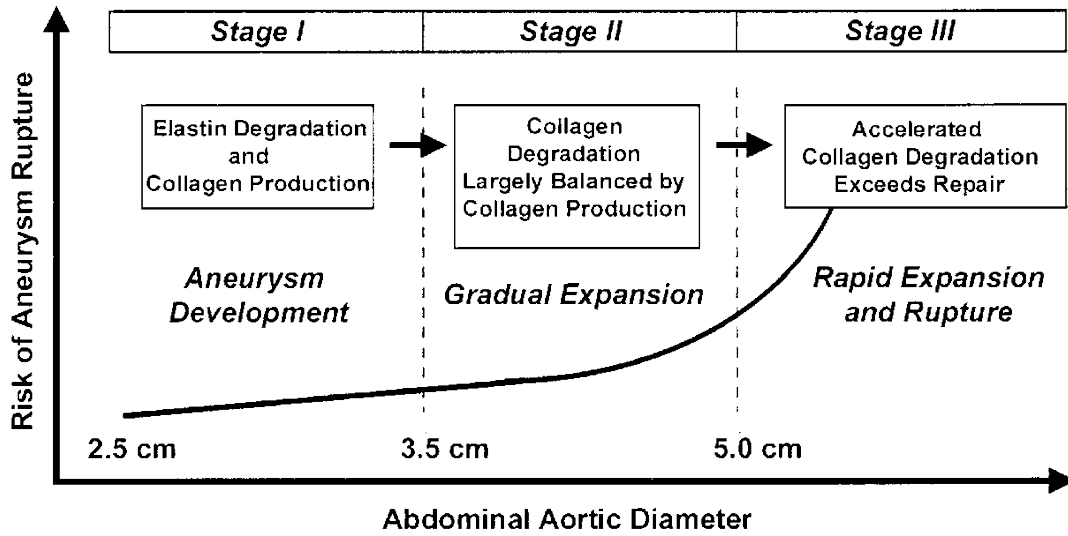 Stage I
Stage II
Stage III
Risk of Aneurysm Rupture
Elastin Degradation
and
Collagen Production
Collagen
Degradation
Largely Balanced by
Collagen Production
Accelerated
Collagen Degradation
Exceeds Repair
Aneurysm
Development
Gradual Expansion
Rapid Expansion
and Rupture
2.5 cm
3.5 cm
5.0 cm
Abdominal Aortic Diameter